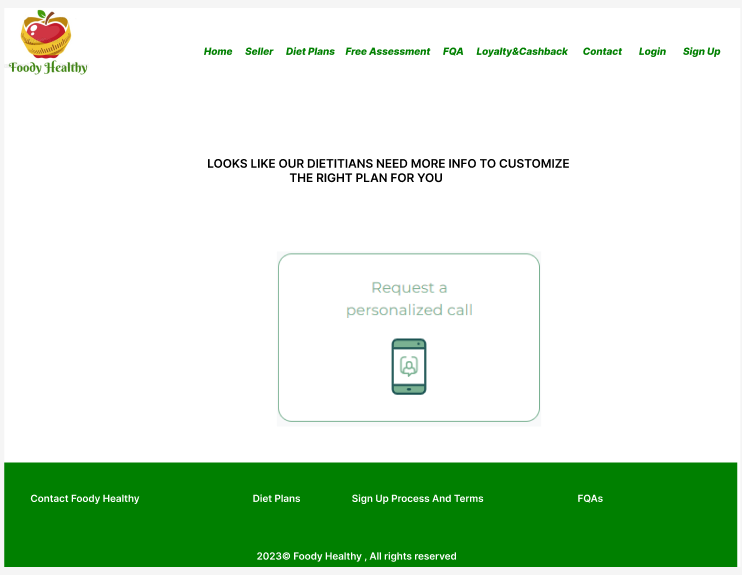 Foody Healthy
Home Seller Diet Plans Free Assessment FQA Loyalty&Cashback Contact Login Sign Up
LOOKS LIKE OUR DIETITIANS NEED MORE INFO TO CUSTOMIZE
THE RIGHT PLAN FOR YOU
Request a
personalized call
Contact Foody Healthy Diet Plans Sign Up Process And Terms FQAs
2023© Foody Healthy , All rights reserved